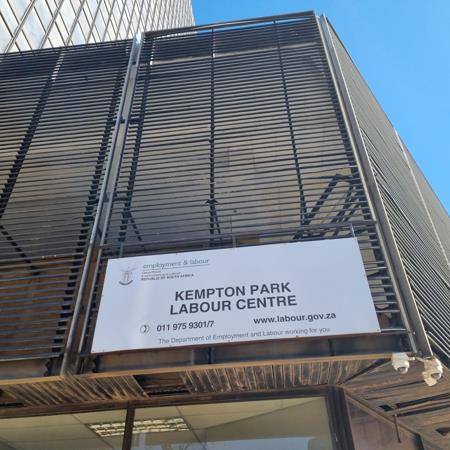 employment & labour
Department:
Employment and Labour
REPUBLIC OF SOUTH AFRICA
KEMPTON PARK
LABOUR CENTRE
011 975 9301/7
www.labour.gov.za
The Department of Employment and Labour working for you